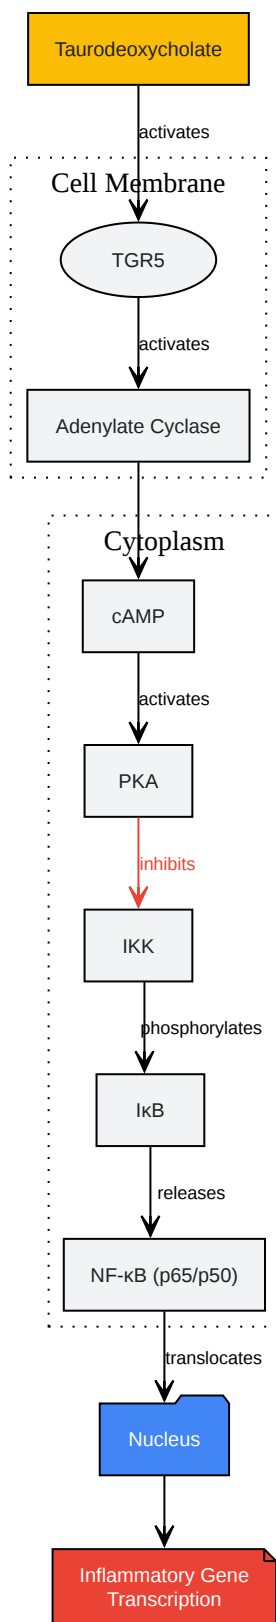 Taurodeoxycholate
activates
Cell Membrane
TGR5
activates
Adenylate Cyclase
Cytoplasm
cAMP
activates
PKA
inhibits
IKK
phosphorylates
IκB
releases
NF-κB (p65/p50)
translocates
Nucleus
Inflammatory Gene
Transcription